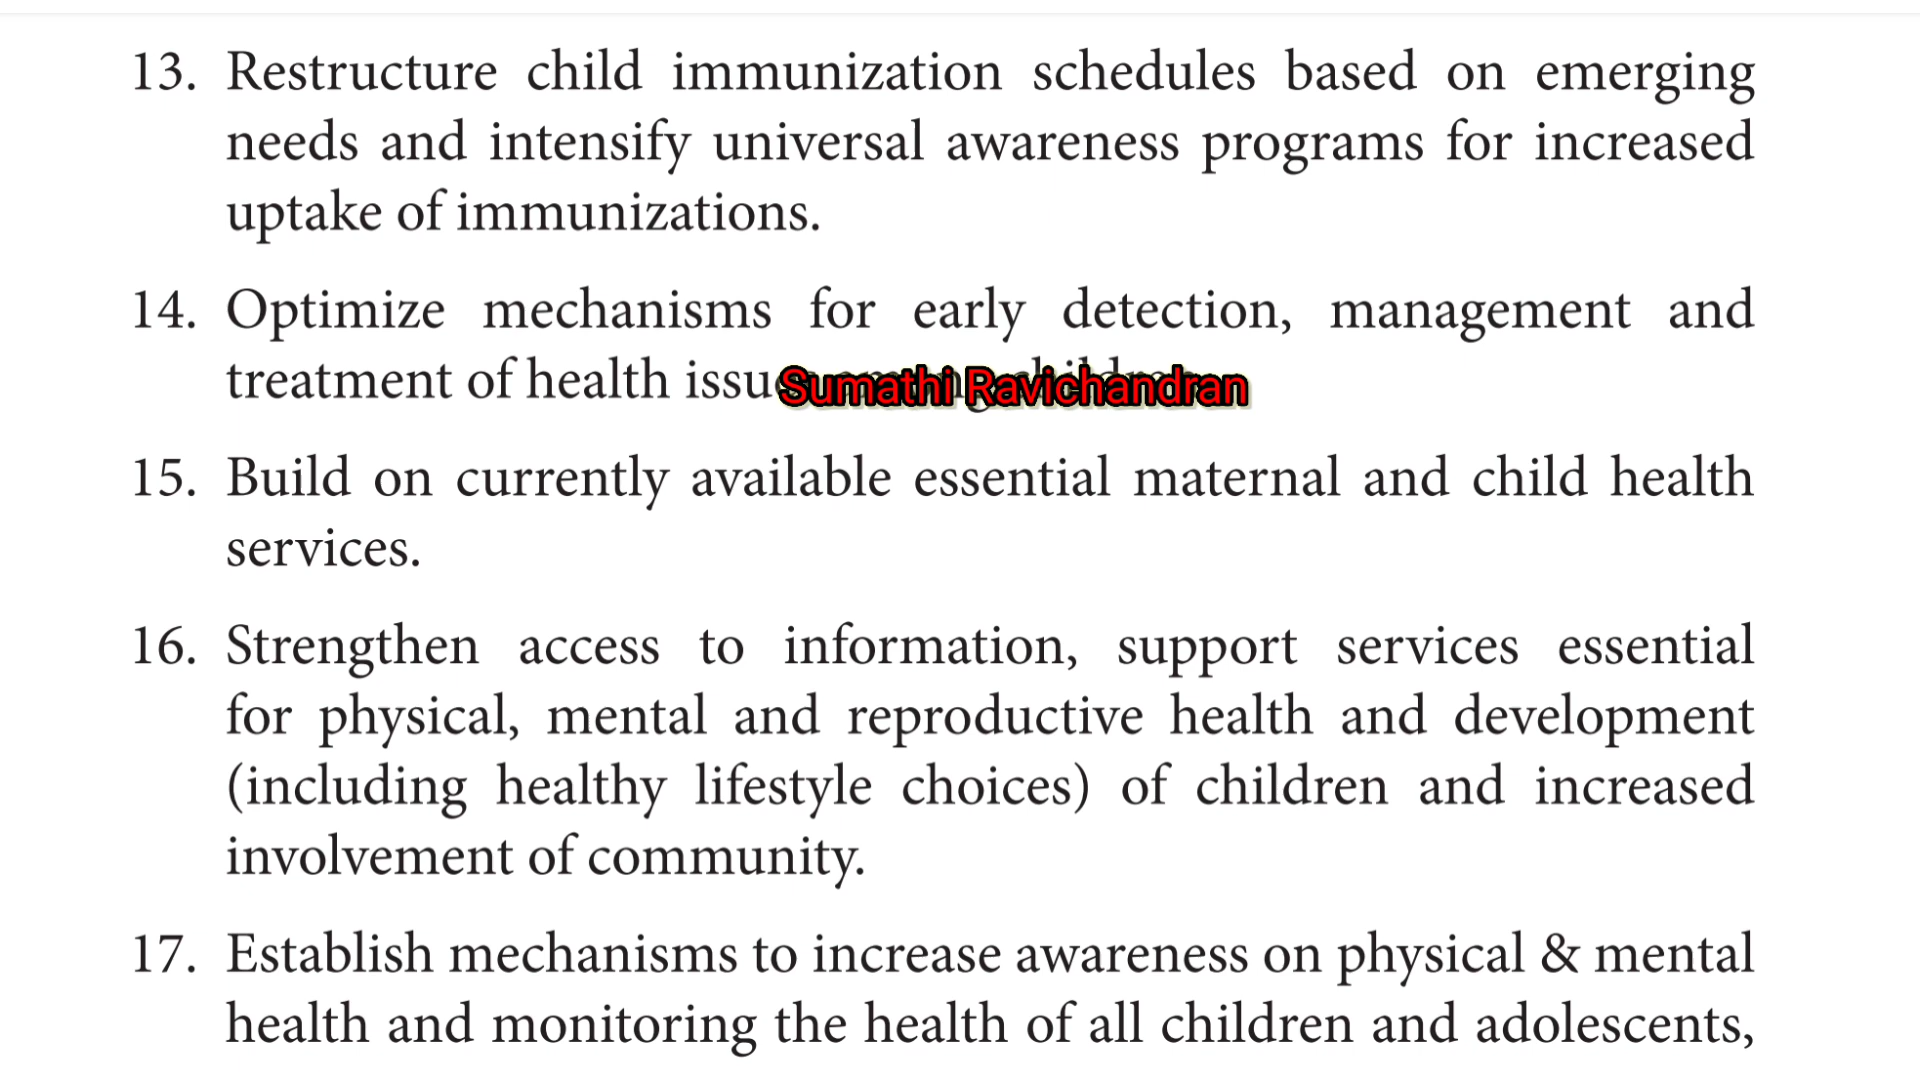 13. Restructure child immunization schedules based on emerging
needs and intensify universal awareness programs for increased
uptake of immunizations.
14. Optimize mechanisms for early detection, management and
treatment of health
Sumathi Ravichandran
15. Build on currently available essential maternal and child health
services.
16. Strengthen access to information, support services essential
for physical, mental and reproductive health and development
(including healthy lifestyle choices) of children and increased
involvement of community.
17. Establish mechanisms to increase awareness on physical & mental
health and monitoring the health of all children and adolescents,